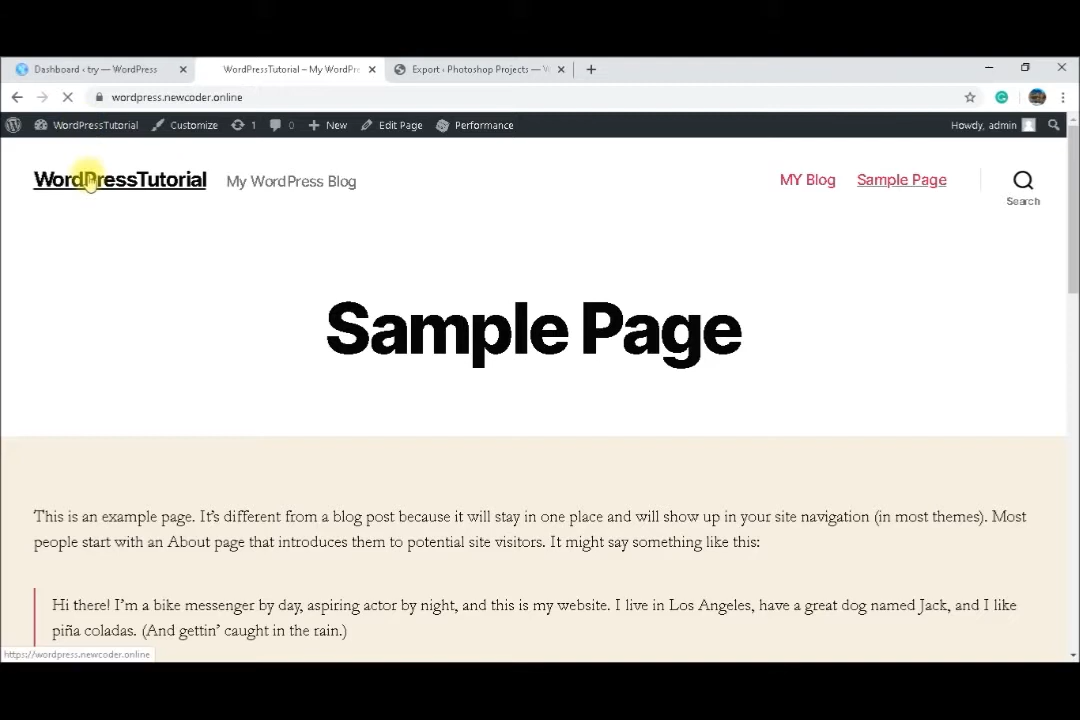 Dashboard ‹ try — WordPress
WordPressTutorial – My WordPre
Export ‹ Photoshop Projects —
wordpress.newcoder.online
WordPressTutorial Customize 1 0 New Edit Page Performance Howdy, admin
WordPressTutorial My WordPress Blog MY Blog Sample Page
Search
Sample Page
This is an example page. It's different from a blog post because it will stay in one place and will show up in your site navigation (in most themes). Most
people start with an About page that introduces them to potential site visitors. It might say something like this:
Hi there! I'm a bike messenger by day, aspiring actor by night, and this is my website. I live in Los Angeles, have a great dog named Jack, and I like
piña coladas. (And gettin' caught in the rain.)
https://wordpress.newcoder.online